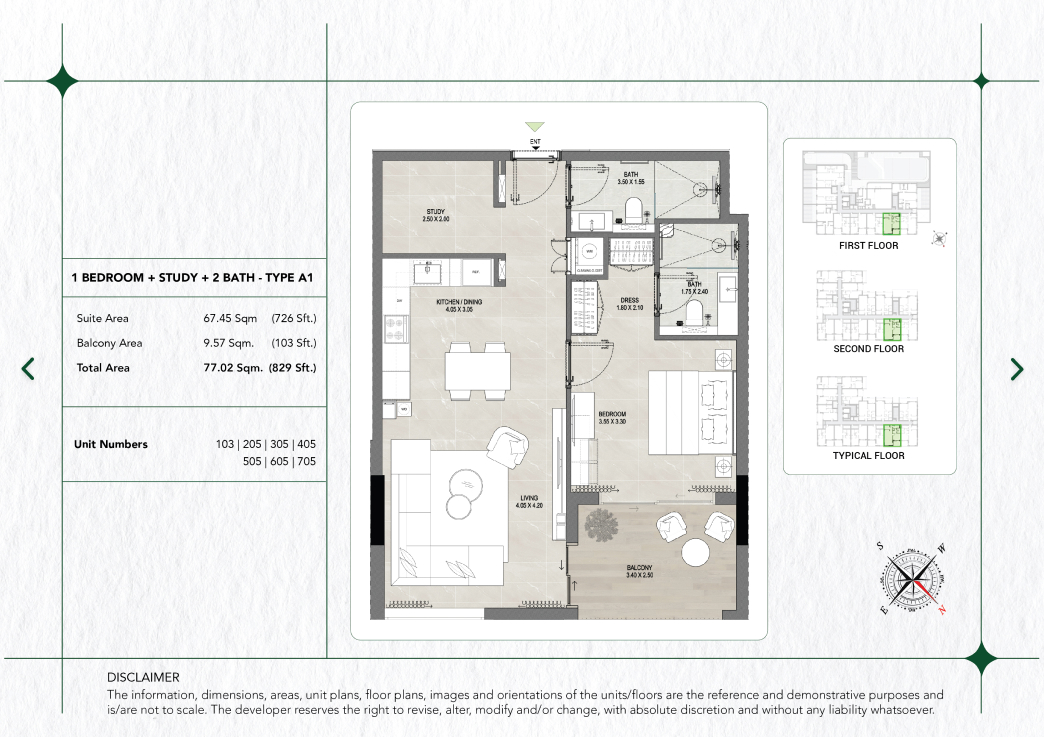 1 BEDROOM + STUDY + 2 BATH - TYPE A1
Suite Area 67.45 Sqm (726 Sft.)
Balcony Area 9.57 Sqm. (103 Sft.)
Total Area 77.02 Sqm. (829 Sft.)
Unit Numbers 103 | 205 | 305 | 405
505 | 605 | 705
ENT
BATH
3.50 X 1.55
STUDY
2.50 X 2.00
REF.
KITCHEN / DINING
4.05 X 3.05
DRESS
1.80 X 2.10
BATH
1.75 X 2.40
BEDROOM
3.55 X 3.30
LIVING
4.05 X 4.20
BALCONY
3.40 X 2.50
FIRST FLOOR
SECOND FLOOR
TYPICAL FLOOR
S
W
E
N
DISCLAIMER
The information, dimensions, areas, unit plans, floor plans, images and orientations of the units/floors are the reference and demonstrative purposes and
is/are not to scale. The developer reserves the right to revise, alter, modify and/or change, with absolute discretion and without any liability whatsoever.